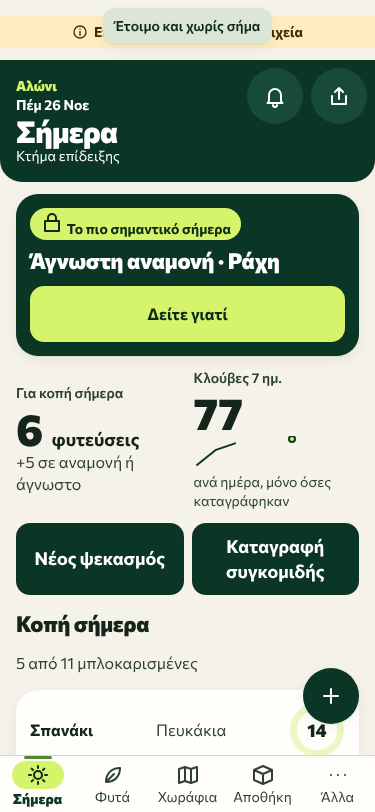 Έτοιμο και χωρίς σήμα
Αλώνι
Πέμ 26 Νοε
Σήμερα
Κτήμα επίδειξης
Το πιο σημαντικό σήμερα
Άγνωστη αναμονή · Ράχη
Δείτε γιατί
Για κοπή σήμερα
6 φυτεύσεις
+5 σε αναμονή ή
άγνωστο
Κλούβες 7 ημ.
77
ανά ημέρα, μόνο όσες
καταγράφηκαν
Νέος ψεκασμός
Καταγραφή
συγκομιδής
Κοπή σήμερα
5 από 11 μπλοκαρισμένες
Σπανάκι
Πευκάκια
14
Σήμερα
Φυτά
Χωράφια
Αποθήκη
Άλλα